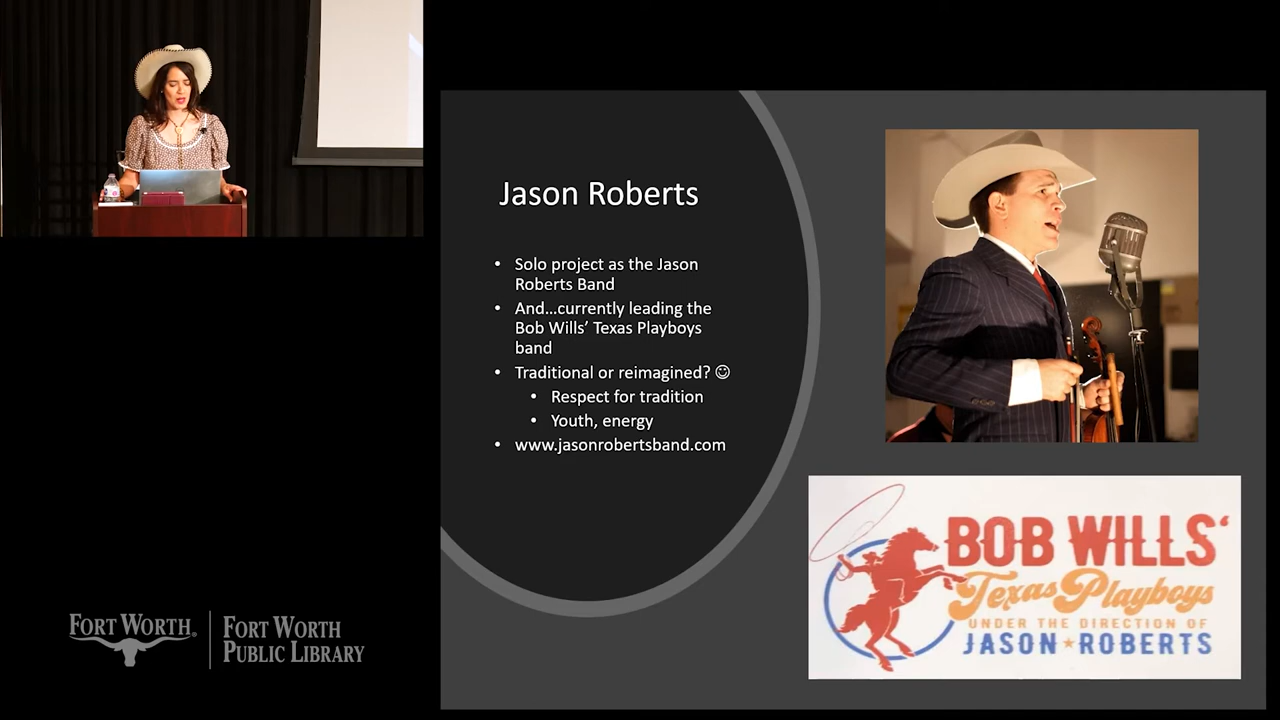 Jason Roberts
• Solo project as the Jason
Roberts Band
• And...currently leading the
Bob Wills' Texas Playboys
band
• Traditional or reimagined? ☺
• Respect for tradition
• Youth, energy
• www.jasonrobertsband.com
BOB WILLS‘
Texas Playboys
UNDER THE DIRECTION OF
JASON★ROBERTS
FORT WORTH®
FORT WORTH
PUBLIC LIBRARY